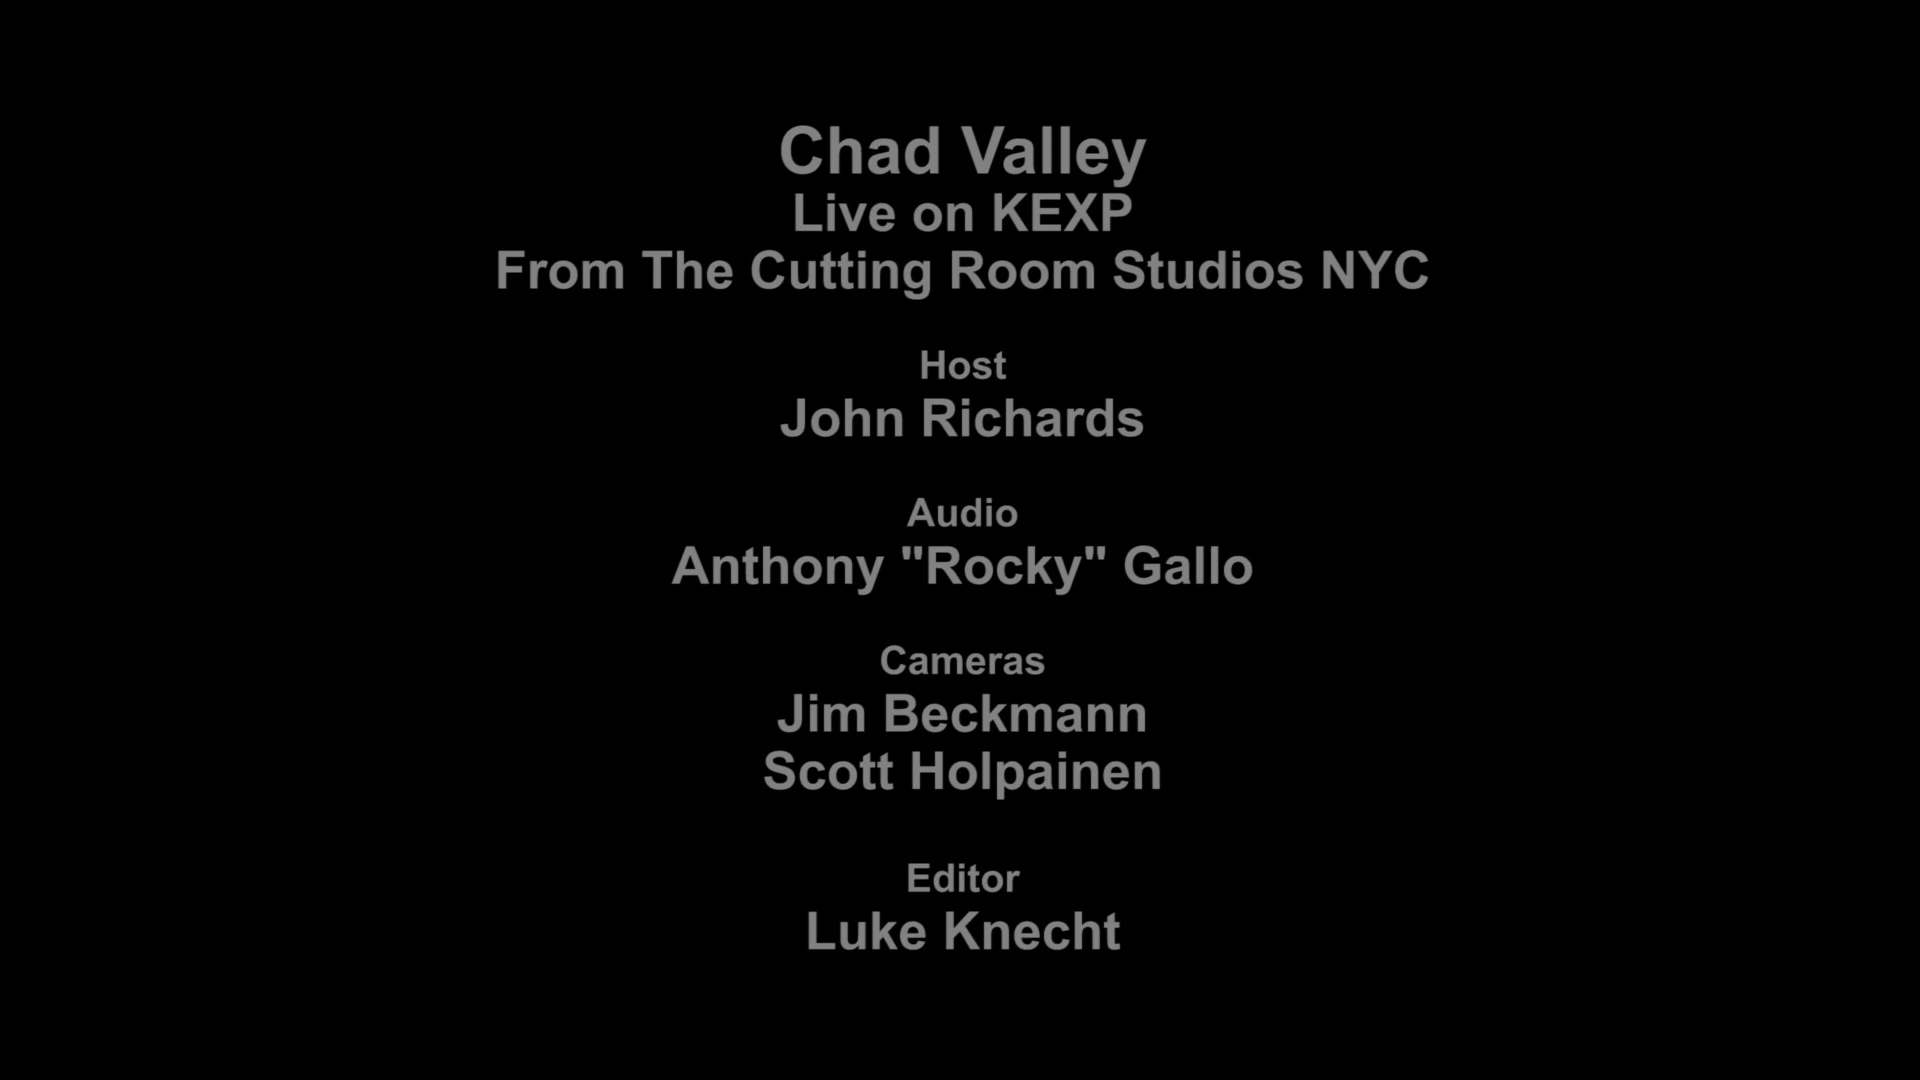 Chad Valley
Live on KEXP
From The Cutting Room Studios NYC
Host
John Richards
Audio
Anthony "Rocky" Gallo
Cameras
Jim Beckmann
Scott Holpainen
Editor
Luke Knecht